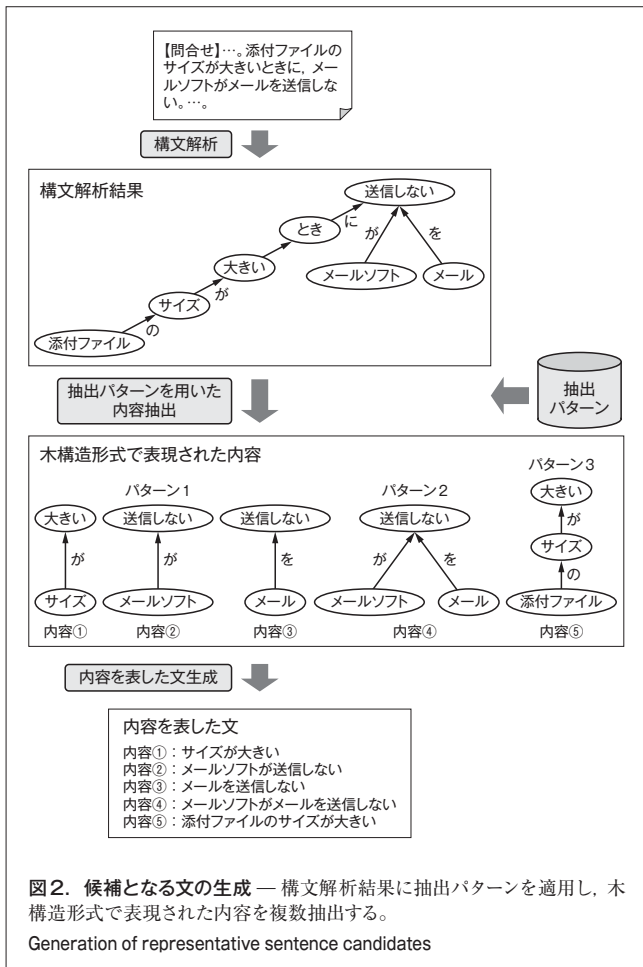 【問合せ】…。添付ファイルの
サイズが大きいときに，メー
ルソフトがメールを送信しな
い。…。
構文解析
構文解析結果
送信しない
とき
に
が
を
大きい
メールソフト
メール
サイズ
が
添付ファイル
の
抽出パターンを用いた
内容抽出
抽出
パターン
木構造形式で表現された内容
パターン1
パターン2
パターン3
大きい
送信しない
送信しない
送信しない
大きい
が
が
を
が
を
が
サイズ
の
サイズ
メールソフト
メール
メールソフト
メール
添付ファイル
内容①
内容②
内容③
内容④
内容⑤
内容を表した文生成
内容を表した文
内容①：サイズが大きい
内容②：メールソフトが送信しない
内容③：メールを送信しない
内容④：メールソフトがメールを送信しない
内容⑤：添付ファイルのサイズが大きい
図2．候補となる文の生成 ― 構文解析結果に抽出パターンを適用し，木
構造形式で表現された内容を複数抽出する。
Generation of representative sentence candidates